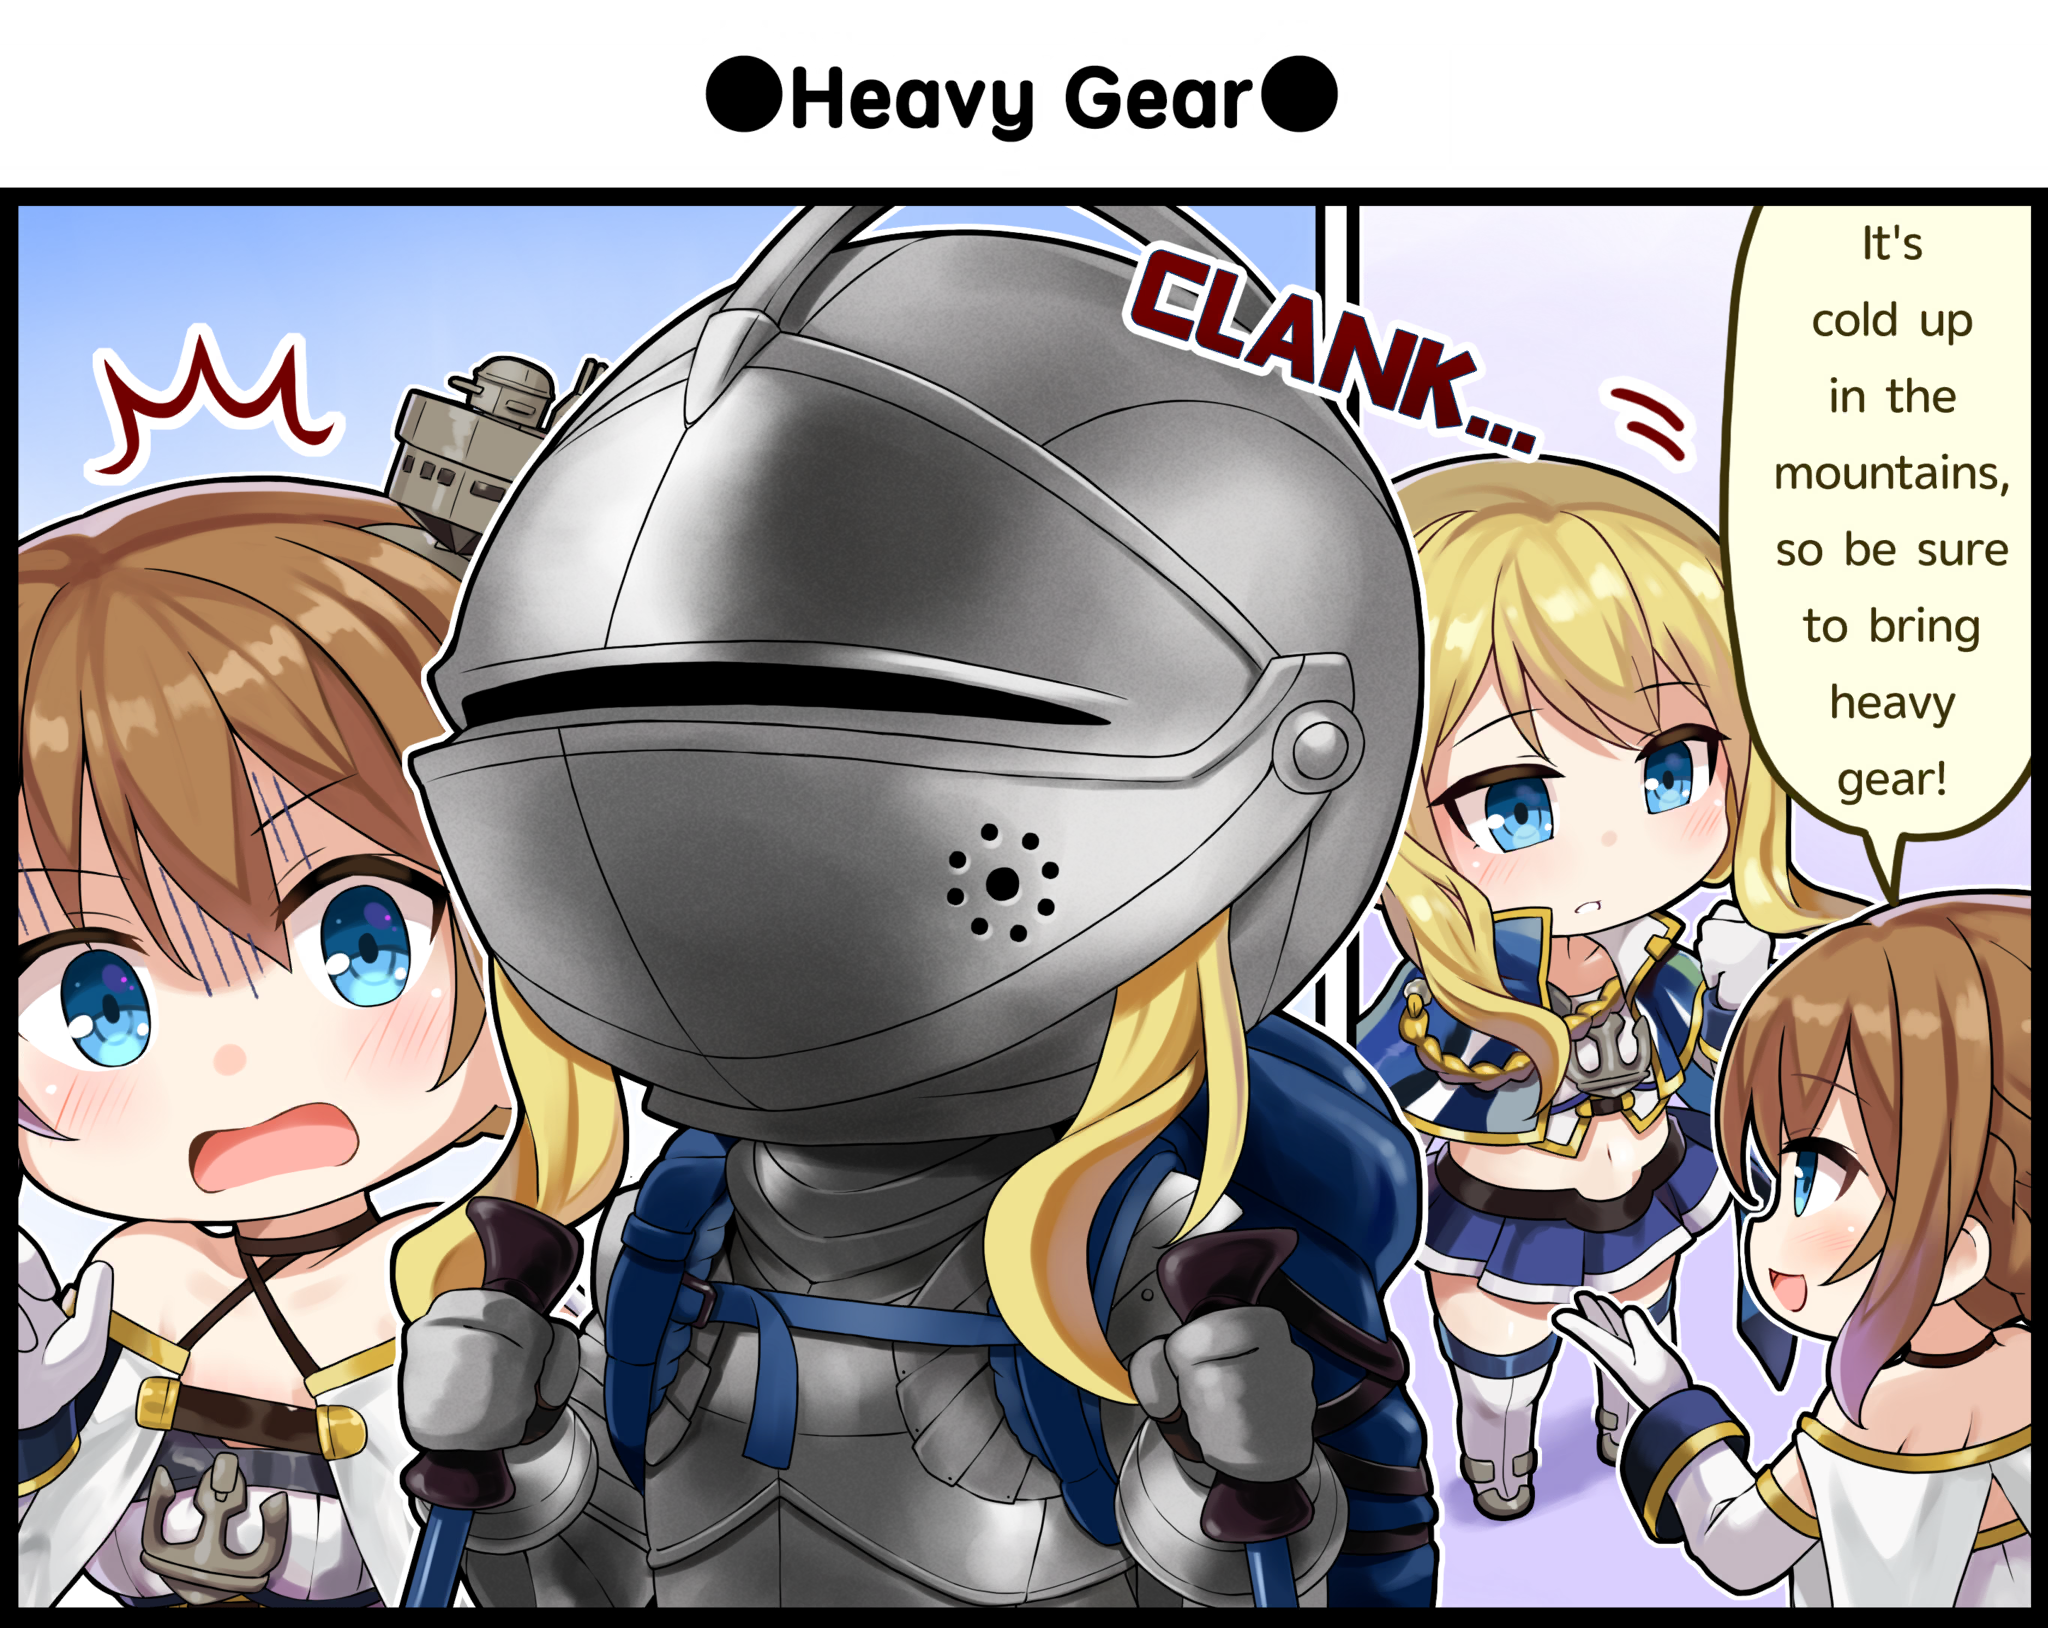 ●Heavy Gear●
It's
cold up
in the
mountains,
so be sure
to bring
heavy
gear!
CLANK...